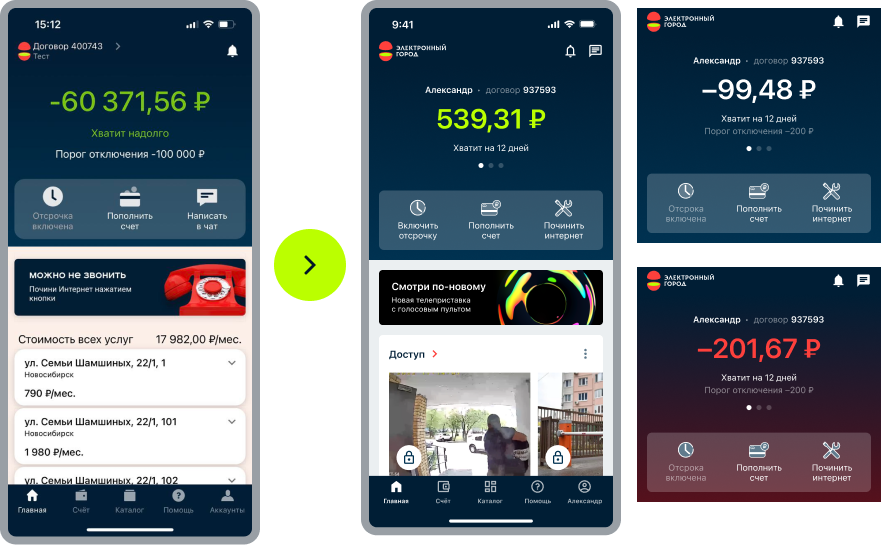 15:12
Договор 400743
Тест
-60 371,56 ₽
Хватит надолго
Порог отключения -100 000 ₽
Отсрочка
включена
Пополнить
счет
Написать
в чат
можно не звонить
Почини Интернет нажатием
кнопки
Стоимость всех услуг 17 982,00 ₽/мес.
ул. Семьи Шамшиных, 22/1, 1
Новосибирск
790 ₽/мес.
ул. Семьи Шамшиных, 22/1, 101
Новосибирск
1 980 ₽/мес.
ул. Семьи Шамшиных, 22/1, 102
Главная
Счёт
Каталог
Помощь
Аккаунты
9:41
ЭЛЕКТРОННЫЙ
ГОРОД
Александр • договор 937593
539,31 ₽
Хватит на 12 дней
Включить
отсрочку
Пополнить
счет
Починить
интернет
Смотри по-новому
Новая телеприставка
с голосовым пультом
Доступ
Главная
Счёт
Каталог
Помощь
Александр
ЭЛЕКТРОННЫЙ
ГОРОД
Александр • договор 937593
–99,48 ₽
Хватит на 12 дней
Порог отключения –200 ₽
Отсрока
включена
Пополнить
счет
Починить
интернет
ЭЛЕКТРОННЫЙ
ГОРОД
Александр • договор 937593
–201,67 ₽
Хватит на 12 дней
Порог отключения –200 ₽
Отсрока
включена
Пополнить
счет
Починить
интернет